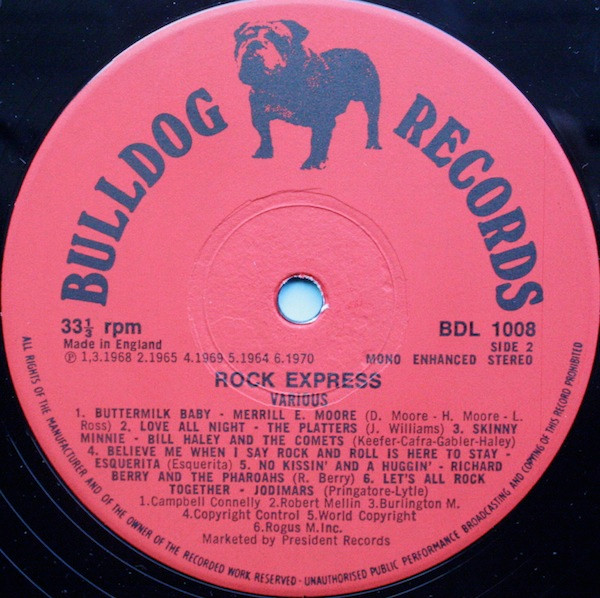 BULLDOG RECORDS
33⅓ rpm
Made in England
℗ 1,3.1968 2.1965 4.1969 5.1964 6.1970
BDL 1008
SIDE 2
MONO ENHANCED STEREO
ROCK EXPRESS
VARIOUS
1. BUTTERMILK BABY - MERRILL E. MOORE (D. Moore - H. Moore - L.
Ross) 2. LOVE ALL NIGHT - THE PLATTERS (J. Williams) 3. SKINNY
MINNIE - BILL HALEY AND THE COMETS (Keefer-Cafra-Gabler-Haley)
4. BELIEVE ME WHEN I SAY ROCK AND ROLL IS HERE TO STAY -
ESQUERITA (Esquerita) 5. NO KISSIN' AND A HUGGIN' - RICHARD
BERRY AND THE PHAROAHS (R. Berry) 6. LET'S ALL ROCK
TOGETHER - JODIMARS (Pringatore-Lytle)
1.Campbell Connelly 2.Robert Mellin 3.Burlington M.
4.Copyright Control 5.World Copyright
6.Rogus M.Inc.
Marketed by President Records
ALL RIGHTS OF THE MANUFACTURER AND OF THE OWNER OF THE RECORDED WORK RESERVED - UNAUTHORISED PUBLIC PERFORMANCE BROADCASTING AND COPYING OF THIS RECORD PROHIBITED